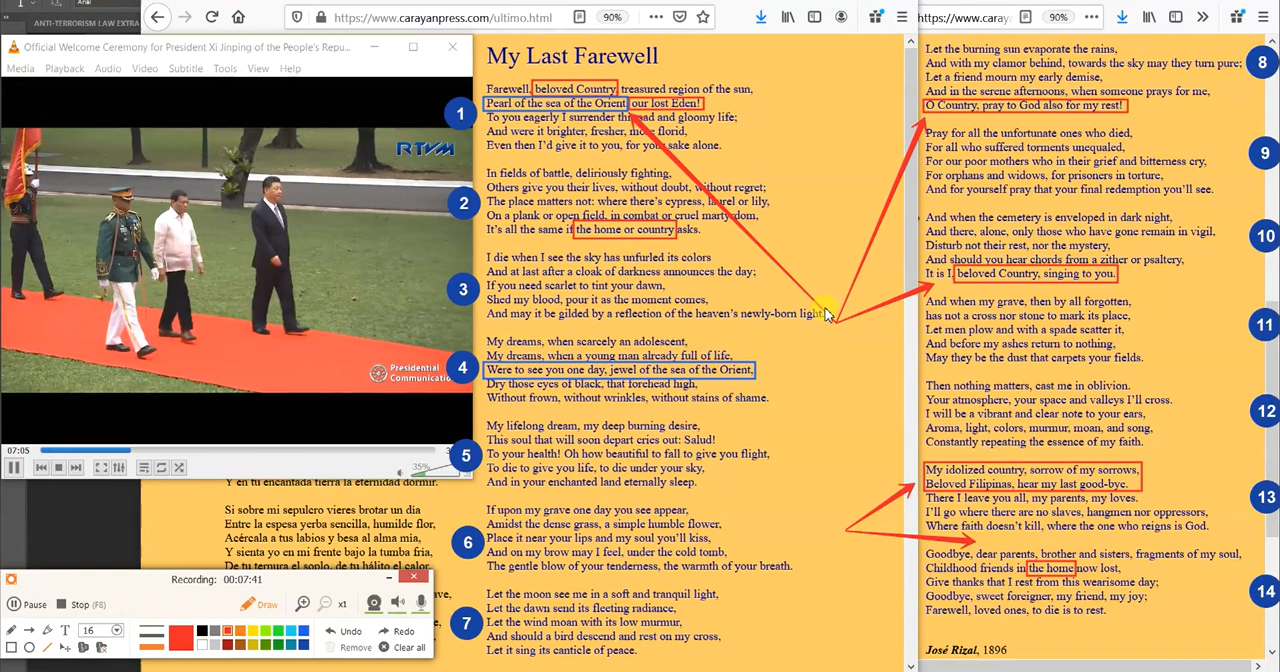 ANTI-TERRORISM LAW EXTRA
Arial
https://www.carayanpress.com/ultimo.html
90%
https://www.caraya
90%
Official Welcome Ceremony for President Xi Jinping of the People's Repu...
Media Playback Audio Video Subtitle Tools View Help
RTVM
Presidential
Communicatio
07:05
35%
My Last Farewell
1
Farewell, beloved Country, treasured region of the sun,
Pearl of the sea of the Orient, our lost Eden!
To you eagerly I surrender this sad and gloomy life;
And were it brighter, fresher, more florid,
Even then I'd give it to you, for your sake alone.
2
In fields of battle, deliriously fighting,
Others give you their lives, without doubt, without regret;
The place matters not: where there's cypress, laurel or lily,
On a plank or open field, in combat or cruel martyrdom,
It's all the same if the home or country asks.
3
I die when I see the sky has unfurled its colors
And at last after a cloak of darkness announces the day;
If you need scarlet to tint your dawn,
Shed my blood, pour it as the moment comes,
And may it be gilded by a reflection of the heaven's newly-born light.
4
My dreams, when scarcely an adolescent,
My dreams, when a young man already full of life,
Were to see you one day, jewel of the sea of the Orient,
Dry those eyes of black, that forehead high,
Without frown, without wrinkles, without stains of shame.
5
My lifelong dream, my deep burning desire,
This soul that will soon depart cries out: Salud!
To your health! Oh how beautiful to fall to give you flight,
To die to give you life, to die under your sky,
And in your enchanted land eternally sleep.
6
If upon my grave one day you see appear,
Amidst the dense grass, a simple humble flower,
Place it near your lips and my soul you'll kiss,
And on my brow may I feel, under the cold tomb,
The gentle blow of your tenderness, the warmth of your breath.
7
Let the moon see me in a soft and tranquil light,
Let the dawn send its fleeting radiance,
Let the wind moan with its low murmur,
And should a bird descend and rest on my cross,
Let it sing its canticle of peace.
8
Let the burning sun evaporate the rains,
And with my clamor behind, towards the sky may they turn pure;
Let a friend mourn my early demise,
And in the serene afternoons, when someone prays for me,
O Country, pray to God also for my rest!
9
Pray for all the unfortunate ones who died,
For all who suffered torments unequaled,
For our poor mothers who in their grief and bitterness cry,
For orphans and widows, for prisoners in torture,
And for yourself pray that your final redemption you'll see.
10
And when the cemetery is enveloped in dark night,
And there, alone, only those who have gone remain in vigil,
Disturb not their rest, nor the mystery,
And should you hear chords from a zither or psaltery,
It is I, beloved Country, singing to you.
11
And when my grave, then by all forgotten,
has not a cross nor stone to mark its place,
Let men plow and with a spade scatter it,
And before my ashes return to nothing,
May they be the dust that carpets your fields.
12
Then nothing matters, cast me in oblivion.
Your atmosphere, your space and valleys I'll cross.
I will be a vibrant and clear note to your ears,
Aroma, light, colors, murmur, moan, and song,
Constantly repeating the essence of my faith.
13
My idolized country, sorrow of my sorrows,
Beloved Filipinas, hear my last good-bye.
There I leave you all, my parents, my loves.
I'll go where there are no slaves, hangmen nor oppressors,
Where faith doesn't kill, where the one who reigns is God.
14
Goodbye, dear parents, brother and sisters, fragments of my soul,
Childhood friends in the home now lost,
Give thanks that I rest from this wearisome day;
Goodbye, sweet foreigner, my friend, my joy;
Farewell, loved ones, to die is to rest.
José Rizal, 1896
Y en tu encantada tierra la eternidad dormir.
Si sobre mi sepulcro vieres brotar un día
Entre la espesa yerba sencilla, humilde flor,
Acércala a tus labios y besa al alma mía,
Y sienta yo en mi frente bajo la tumba fría,
De tu ternura el soplo, de tu hálito el calor.
Recording: 00:07:41
Pause Stop (F8) Draw x1
T 16 Undo Redo
Remove Clear all